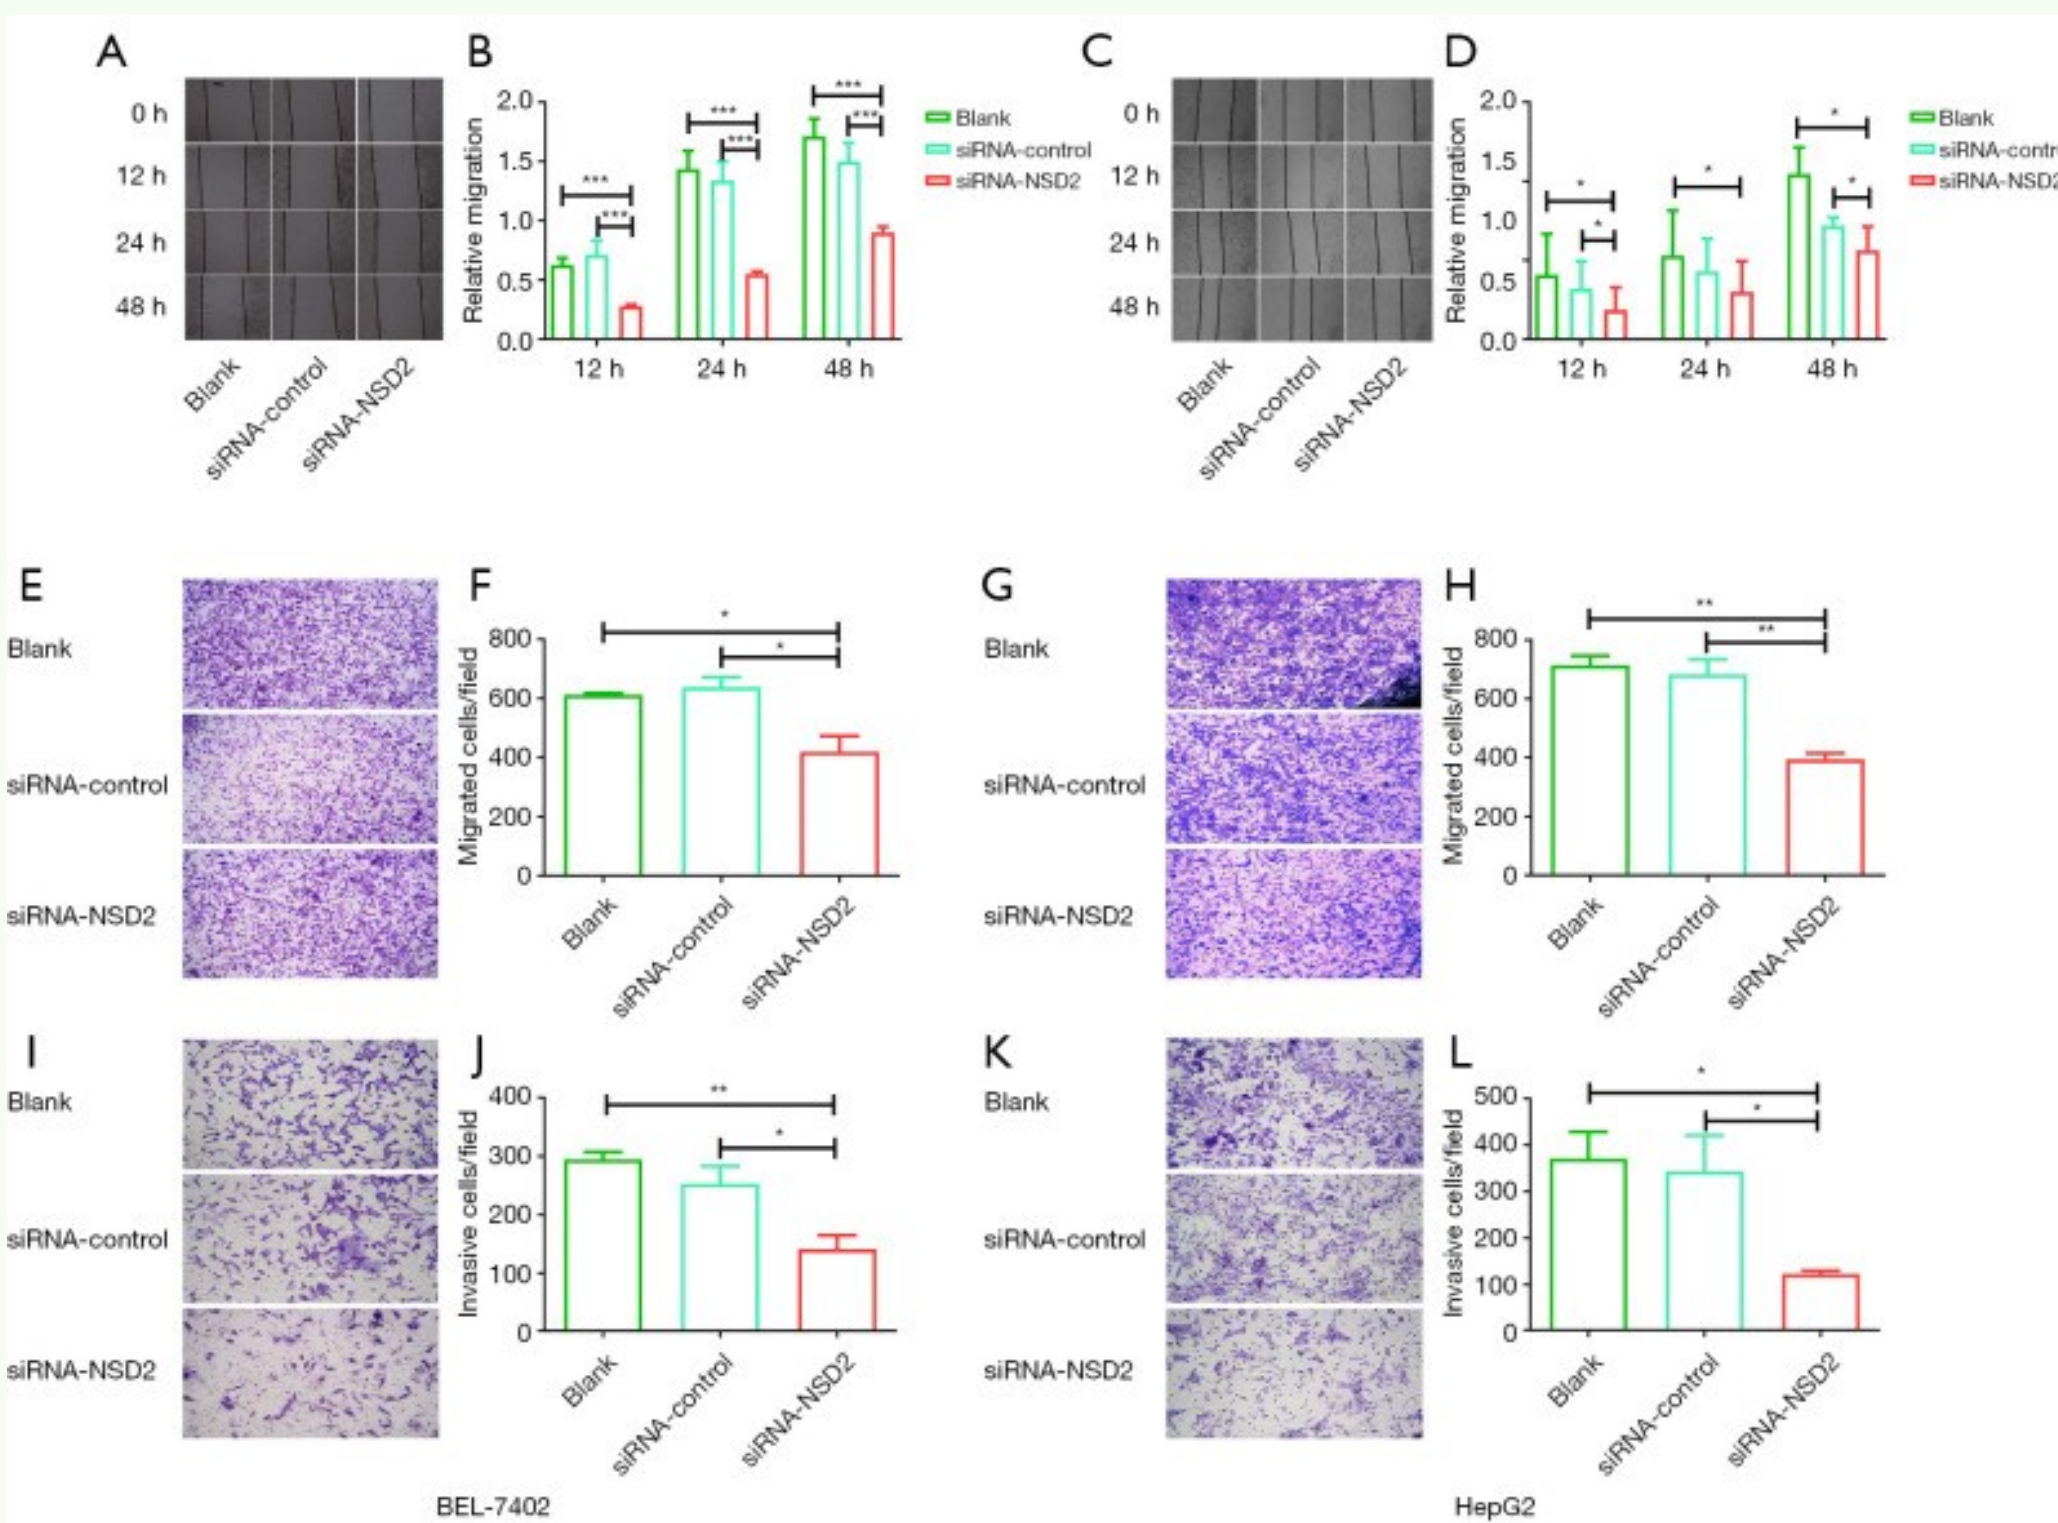 A
0 h
12 h
24 h
48 h
Blank
siRNA-control
siRNA-NSD2
B
Relative migration
2.0
1.5
1.0
0.5
0.0
***
***
***
***
***
***
12 h
24 h
48 h
Blank
siRNA-control
siRNA-NSD2
C
0 h
12 h
24 h
48 h
Blank
siRNA-control
siRNA-NSD2
D
Relative migration
2.0
1.5
1.0
0.5
0.0
*
*
*
*
*
12 h
24 h
48 h
Blank
siRNA-contr
siRNA-NSD2
E
Blank
siRNA-control
siRNA-NSD2
F
Migrated cells/field
800
600
400
200
0
*
*
Blank
siRNA-control
siRNA-NSD2
G
Blank
siRNA-control
siRNA-NSD2
H
Migrated cells/field
800
600
400
200
0
**
**
Blank
siRNA-control
siRNA-NSD2
I
Blank
siRNA-control
siRNA-NSD2
J
Invasive cells/field
400
300
200
100
0
**
*
Blank
siRNA-control
siRNA-NSD2
K
Blank
siRNA-control
siRNA-NSD2
L
Invasive cells/field
500
400
300
200
100
0
*
*
Blank
siRNA-control
siRNA-NSD2
BEL-7402
HepG2